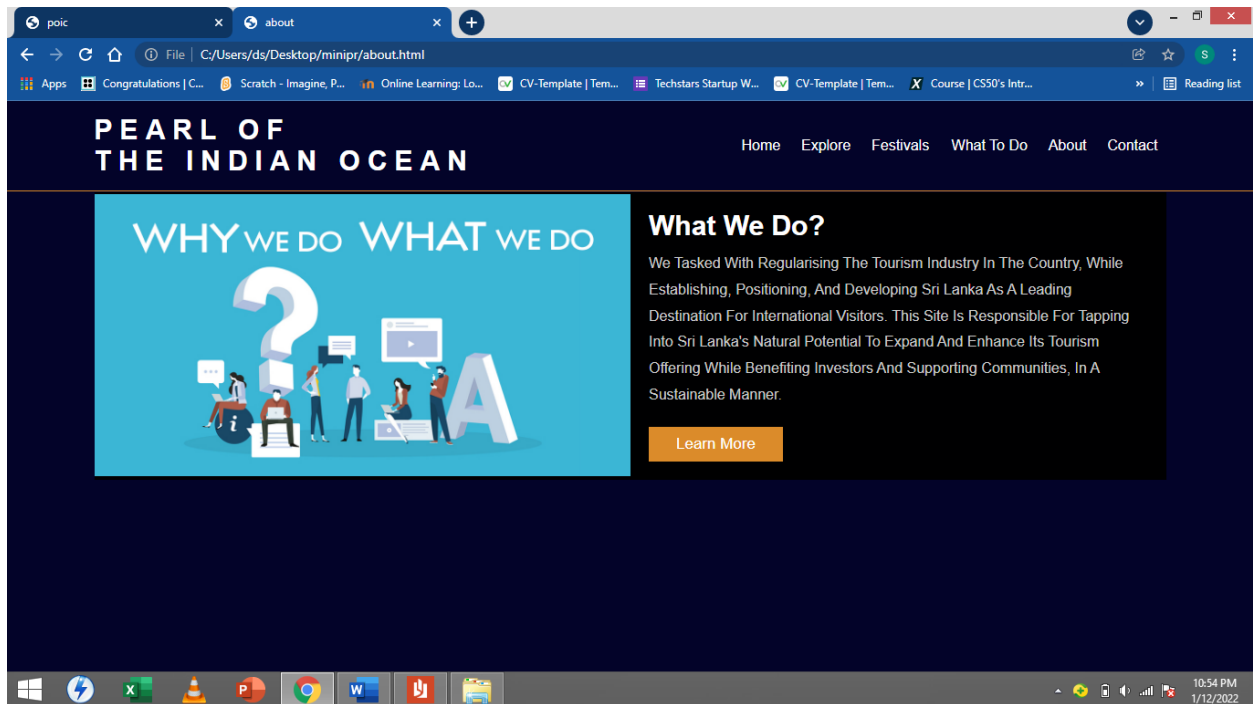 poic
about
File | C:/Users/ds/Desktop/minipr/about.html
S
Apps Congratulations | C... Scratch - Imagine, P... Online Learning: Lo... CV-Template | Tem... Techstars Startup W... CV-Template | Tem... Course | CS50's Intr... » Reading list
PEARL OF
THE INDIAN OCEAN
Home Explore Festivals What To Do About Contact
WHY WE DO WHAT WE DO
? A
i
What We Do?
We Tasked With Regularising The Tourism Industry In The Country, While
Establishing, Positioning, And Developing Sri Lanka As A Leading
Destination For International Visitors. This Site Is Responsible For Tapping
Into Sri Lanka's Natural Potential To Expand And Enhance Its Tourism
Offering While Benefiting Investors And Supporting Communities, In A
Sustainable Manner.
Learn More
10:54 PM
1/12/2022